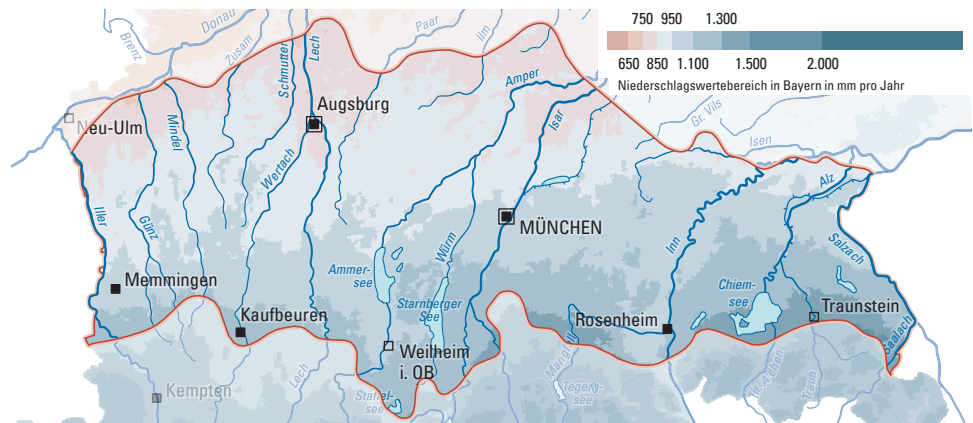 750 950 1.300
650 850 1.100 1.500 2.000
Niederschlagswertebereich in Bayern in mm pro Jahr
Donau
Brenz
Zusam
Schmutter
Lech
Paar
Ilm
Amper
Isar
Gr. Vils
Isen
Neu-Ulm
Mindel
Augsburg
Wertach
Alz
Iller
Günz
Würm
MÜNCHEN
Inn
Salzach
Memmingen
Ammer-
see
Starnberger
See
Chiem-
see
Kaufbeuren
Rosenheim
Traunstein
Saalach
Weilheim
i. OB
Mangfall
Kempten
Lech
Staffel-
see
Tegern-
see
Tir. Achen
Traun